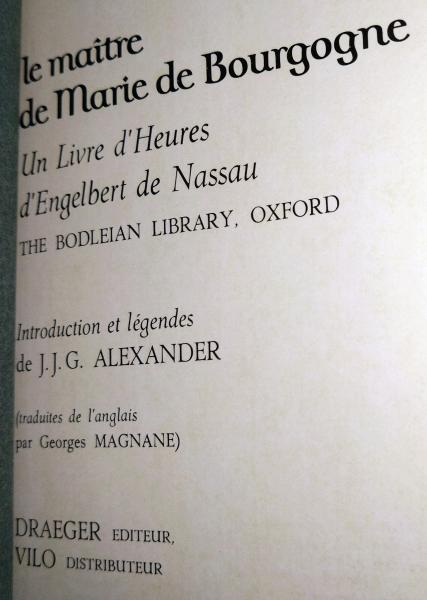 le maître
de Marie de Bourgogne
Un Livre d'Heures
d'Engelbert de Nassau
THE BODLEIAN LIBRARY, OXFORD
Introduction et légendes
de J.J.G. ALEXANDER
(traduites de l'anglais
par Georges MAGNANE)
DRAEGER EDITEUR,
VILO DISTRIBUTEUR